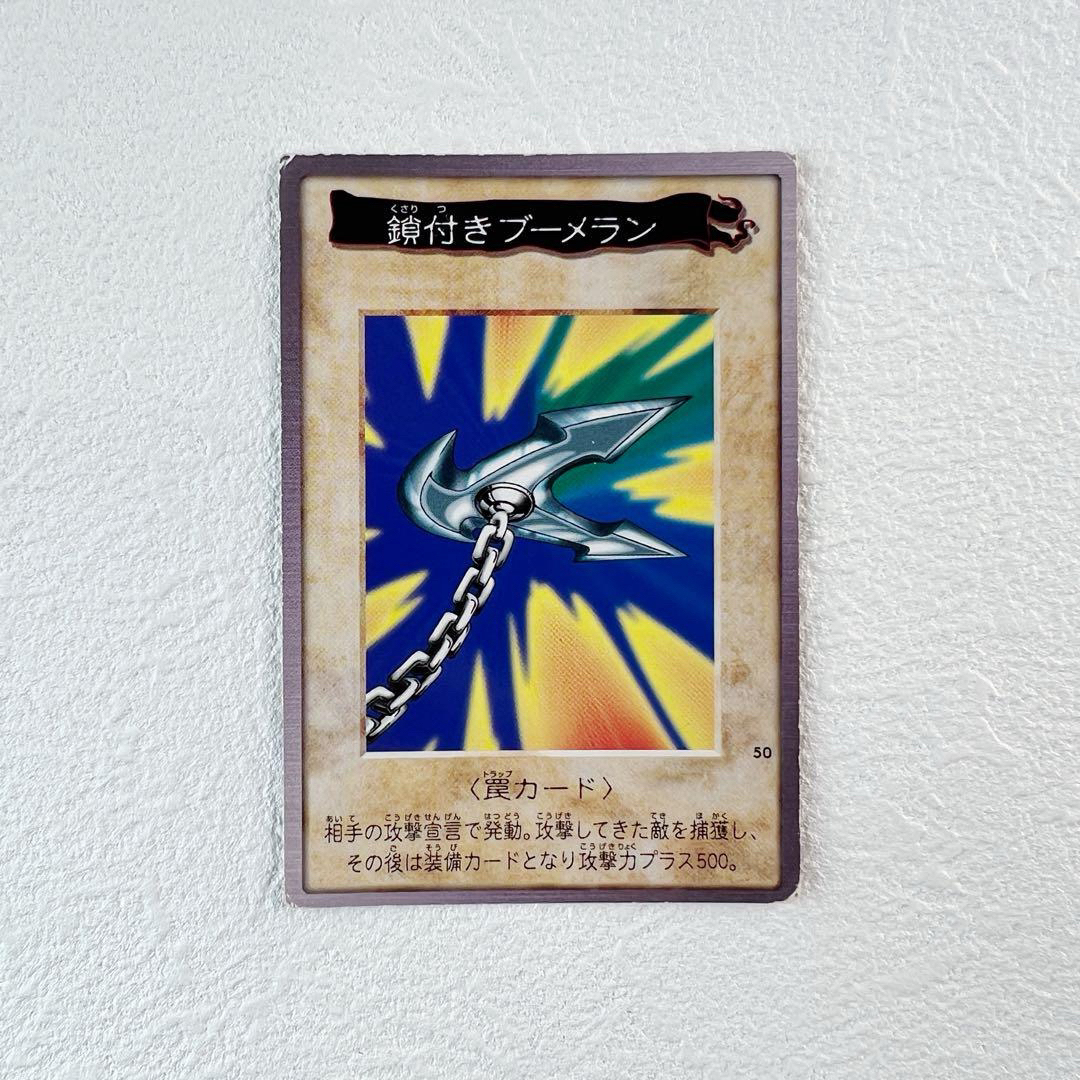 鎖付きブーメラン
50
〈罠カード〉
相手の攻撃宣言で発動。攻撃してきた敵を捕獲し、
その後は装備カードとなり攻撃力プラス500。